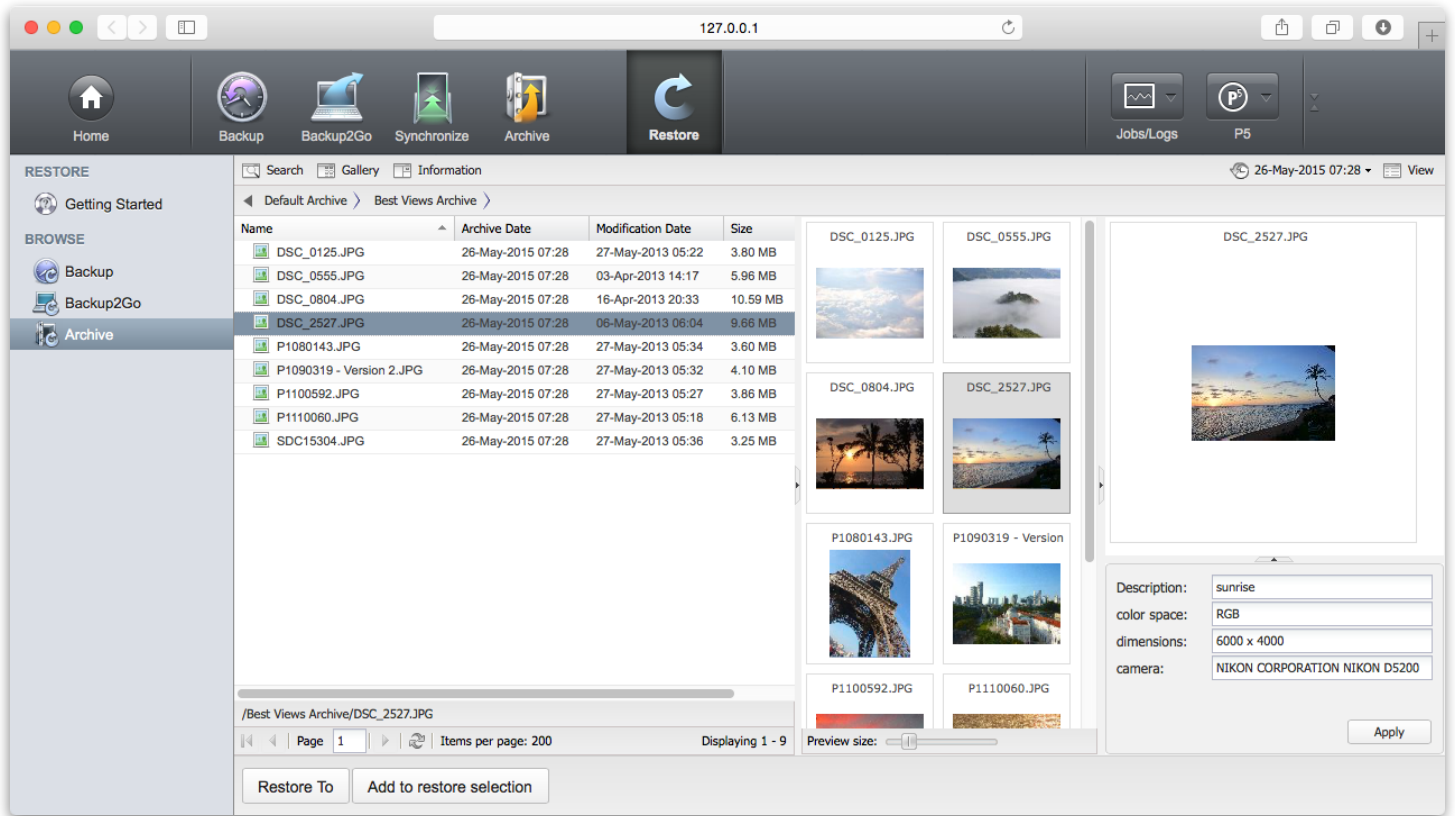 127.0.0.1
Home
Backup
Backup2Go
Synchronize
Archive
Restore
Jobs/Logs
P5
P5
RESTORE
Getting Started
BROWSE
Backup
Backup2Go
Archive
Search Gallery Information
26-May-2015 07:28 View
Default Archive Best Views Archive
Name Archive Date Modification Date Size
DSC_0125.JPG 26-May-2015 07:28 27-May-2013 05:22 3.80 MB
DSC_0555.JPG 26-May-2015 07:28 03-Apr-2013 14:17 5.96 MB
DSC_0804.JPG 26-May-2015 07:28 16-Apr-2013 20:33 10.59 MB
DSC_2527.JPG 26-May-2015 07:28 06-May-2013 06:04 9.66 MB
P1080143.JPG 26-May-2015 07:28 27-May-2013 05:34 3.60 MB
P1090319 - Version 2.JPG 26-May-2015 07:28 27-May-2013 05:32 4.10 MB
P1100592.JPG 26-May-2015 07:28 27-May-2013 05:27 3.86 MB
P1110060.JPG 26-May-2015 07:28 27-May-2013 05:18 6.13 MB
SDC15304.JPG 26-May-2015 07:28 27-May-2013 05:36 3.25 MB
/Best Views Archive/DSC_2527.JPG
Page 1 Items per page: 200 Displaying 1 - 9
DSC_0125.JPG DSC_0555.JPG
DSC_0804.JPG DSC_2527.JPG
P1080143.JPG P1090319 - Version
P1100592.JPG P1110060.JPG
Preview size:
DSC_2527.JPG
Description: sunrise
color space: RGB
dimensions: 6000 x 4000
camera: NIKON CORPORATION NIKON D5200
Apply
Restore To Add to restore selection